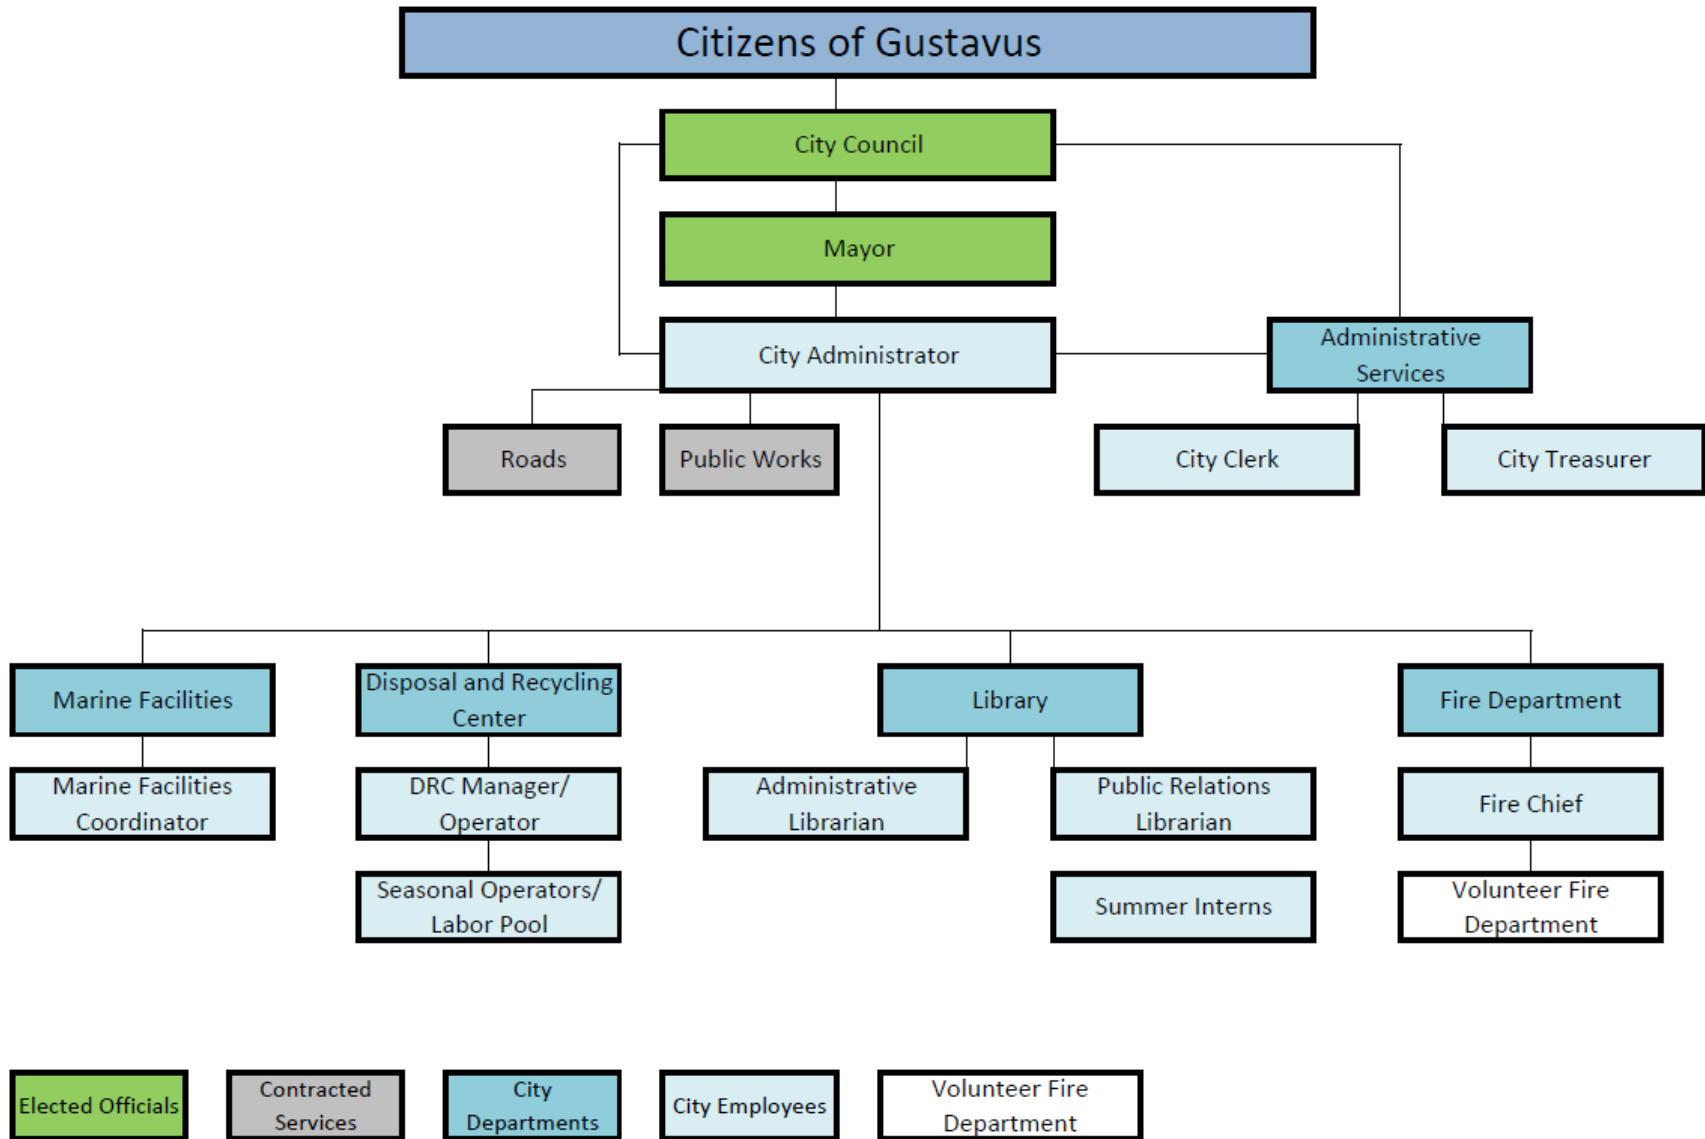 Citizens of Gustavus
City Council
Mayor
City Administrator
Administrative
Services
Roads
Public Works
City Clerk
City Treasurer
Marine Facilities
Disposal and Recycling
Center
Library
Fire Department
Marine Facilities
Coordinator
DRC Manager/
Operator
Administrative
Librarian
Public Relations
Librarian
Fire Chief
Seasonal Operators/
Labor Pool
Summer Interns
Volunteer Fire
Department
Elected Officials
Contracted
Services
City
Departments
City Employees
Volunteer Fire
Department